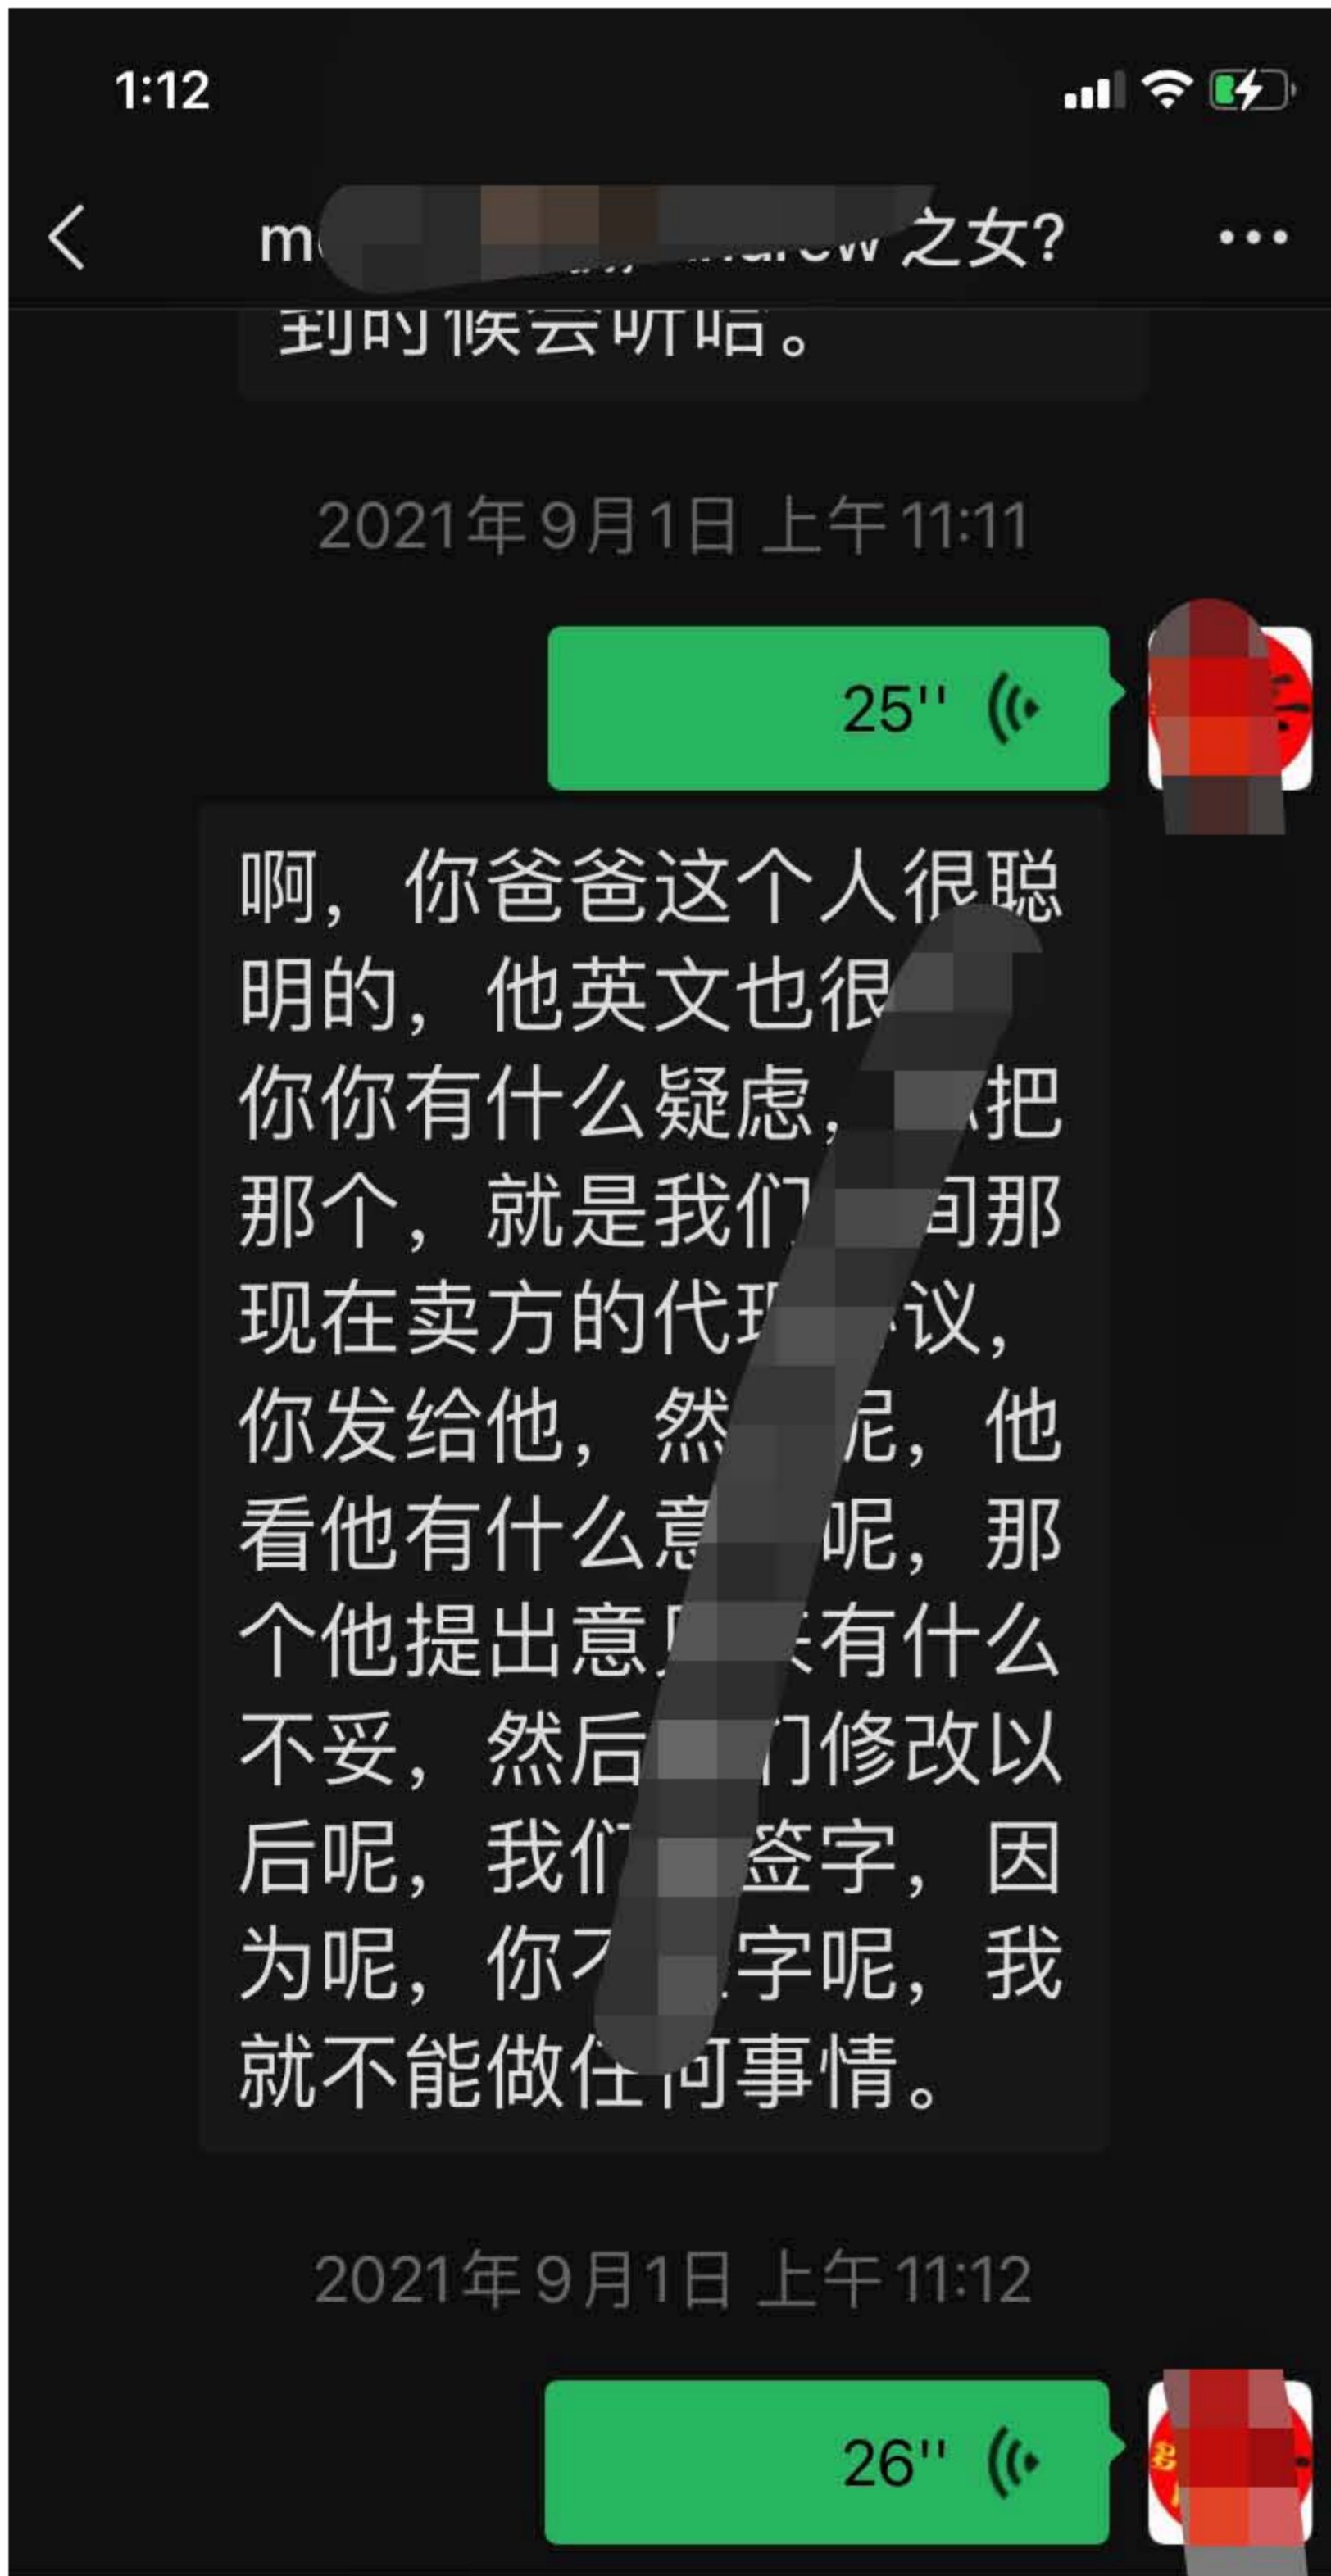 1:12
之女?
到时候会听哈。
2021年9月1日 上午11:11
25''
啊，你爸爸这个人很聪
明的，他英文也很
你你有什么疑虑，把
那个，就是我们间那
现在卖方的代议，
你发给他，然呢，他
看他有什么意呢，那
个他提出意有什么
不妥，然后们修改以
后呢，我们签字，因
为呢，你字呢，我
就不能做任何事情。
2021年9月1日 上午11:12
26''